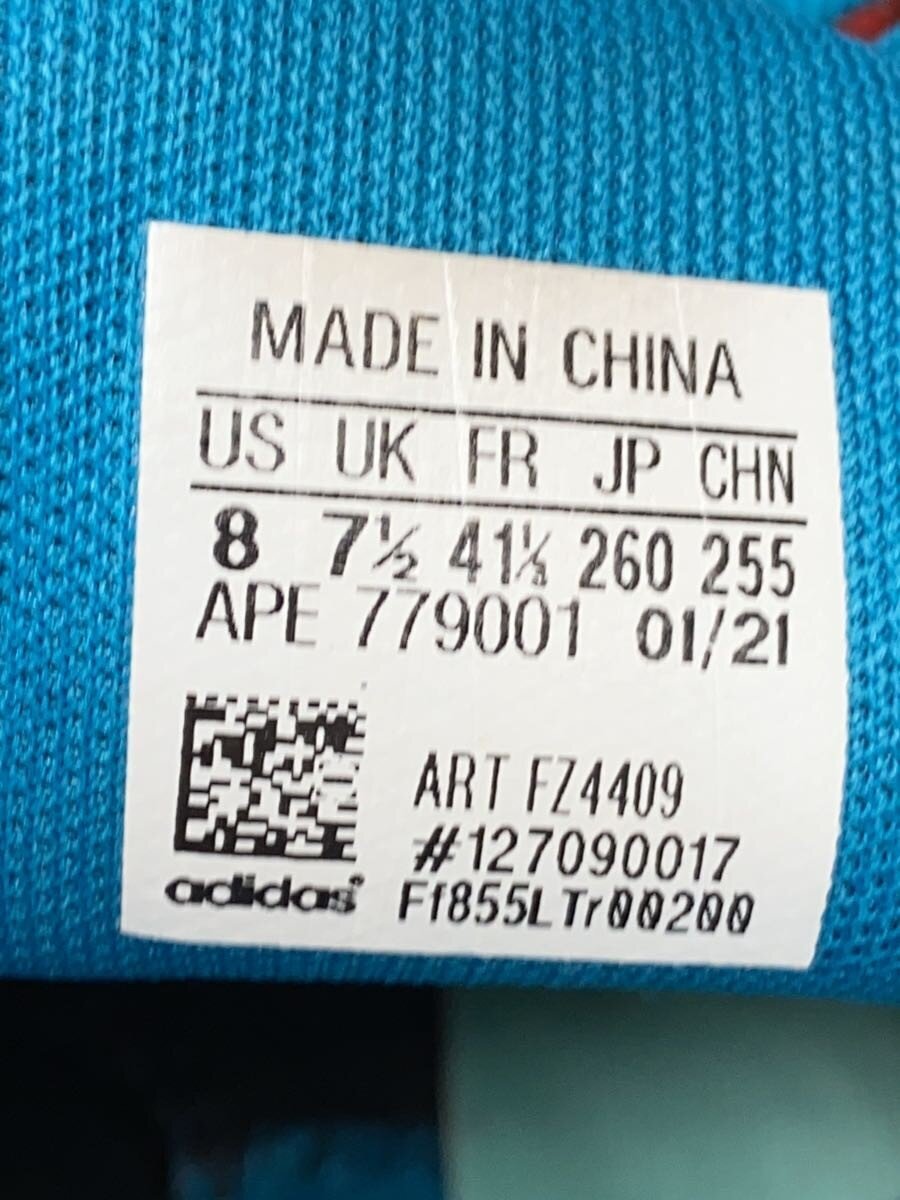 MADE IN CHINA
US UK FR JP CHN
8 7½ 41⅓ 260 255
APE 779001 01/21
ART FZ4409
#127090017
adidas®
Ff855LTr00200